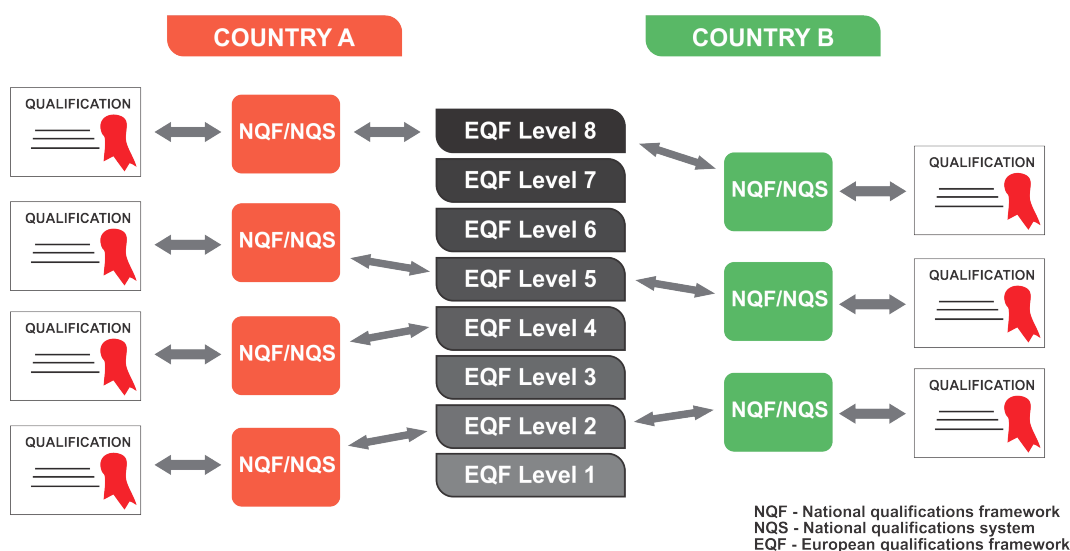 COUNTRY A
COUNTRY B
QUALIFICATION
NQF/NQS
EQF Level 8
NQF/NQS
QUALIFICATION
EQF Level 7
QUALIFICATION
NQF/NQS
EQF Level 6
EQF Level 5
NQF/NQS
QUALIFICATION
QUALIFICATION
NQF/NQS
EQF Level 4
EQF Level 3
NQF/NQS
QUALIFICATION
QUALIFICATION
NQF/NQS
EQF Level 2
EQF Level 1
NQF - National qualifications framework
NQS - National qualifications system
EQF - European qualifications framework